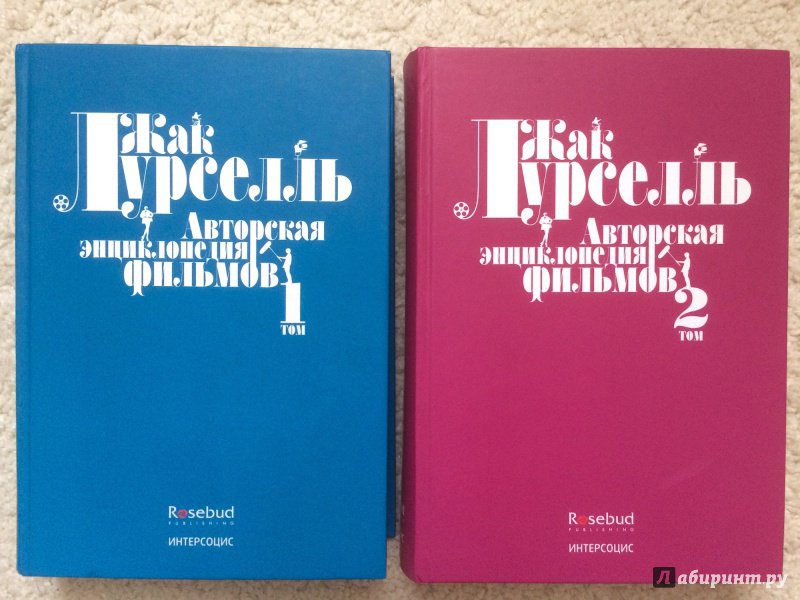 Жак
Лурселль
Авторская
энциклопедия
фильмов
1
том
Rosebud
PUBLISHING
ИНТЕРСОЦИС
Жак
Лурселль
Авторская
энциклопедия
фильмов
2
том
Rosebud
PUBLISHING
ИНТЕРСОЦИС
Лабиринт.ру